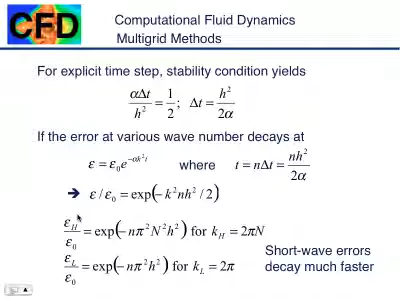 CFD
Computational Fluid Dynamics
Multigrid Methods
For explicit time step, stability condition yields
αΔt/h² = 1/2; Δt = h²/2α
If the error at various wave number decays at
ε = ε₀e^(-αk²t) where t = nΔt = nh²/2α
➔ ε/ε₀ = exp(-k²nh²/2)
ε_H/ε₀ = exp(-nπ²N²h²) for k_H = 2πN
ε_L/ε₀ = exp(-nπ²h²) for k_L = 2π
Short-wave errors
decay much faster